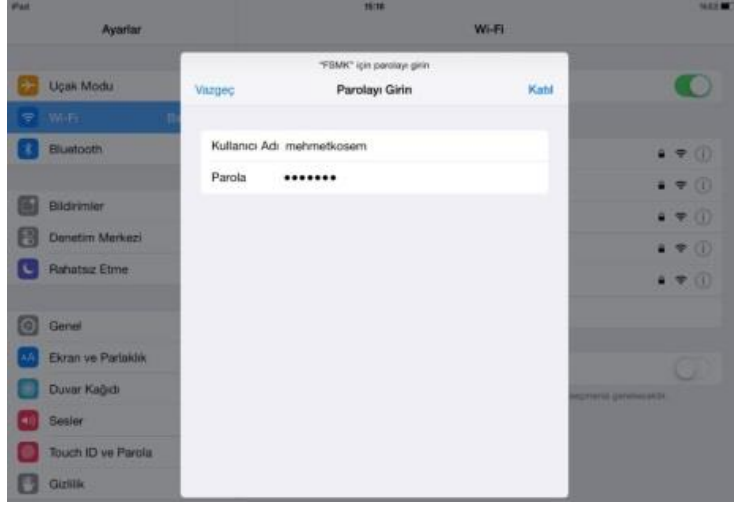 iPad
15:18
Ayarlar
Wi-Fi
"FBMK" için parolayı girin
Vazgeç
Parolayı Girin
Katıl
Uçak Modu
Wi-Fi
Bluetooth
Kullanıcı Adı mehmetkosem
Parola •••••••
Bildirimler
Denetim Merkezi
Rahatsız Etme
Genel
Ekran ve Parlaklık
Duvar Kağıdı
Sesler
Touch ID ve Parola
Gizlilik